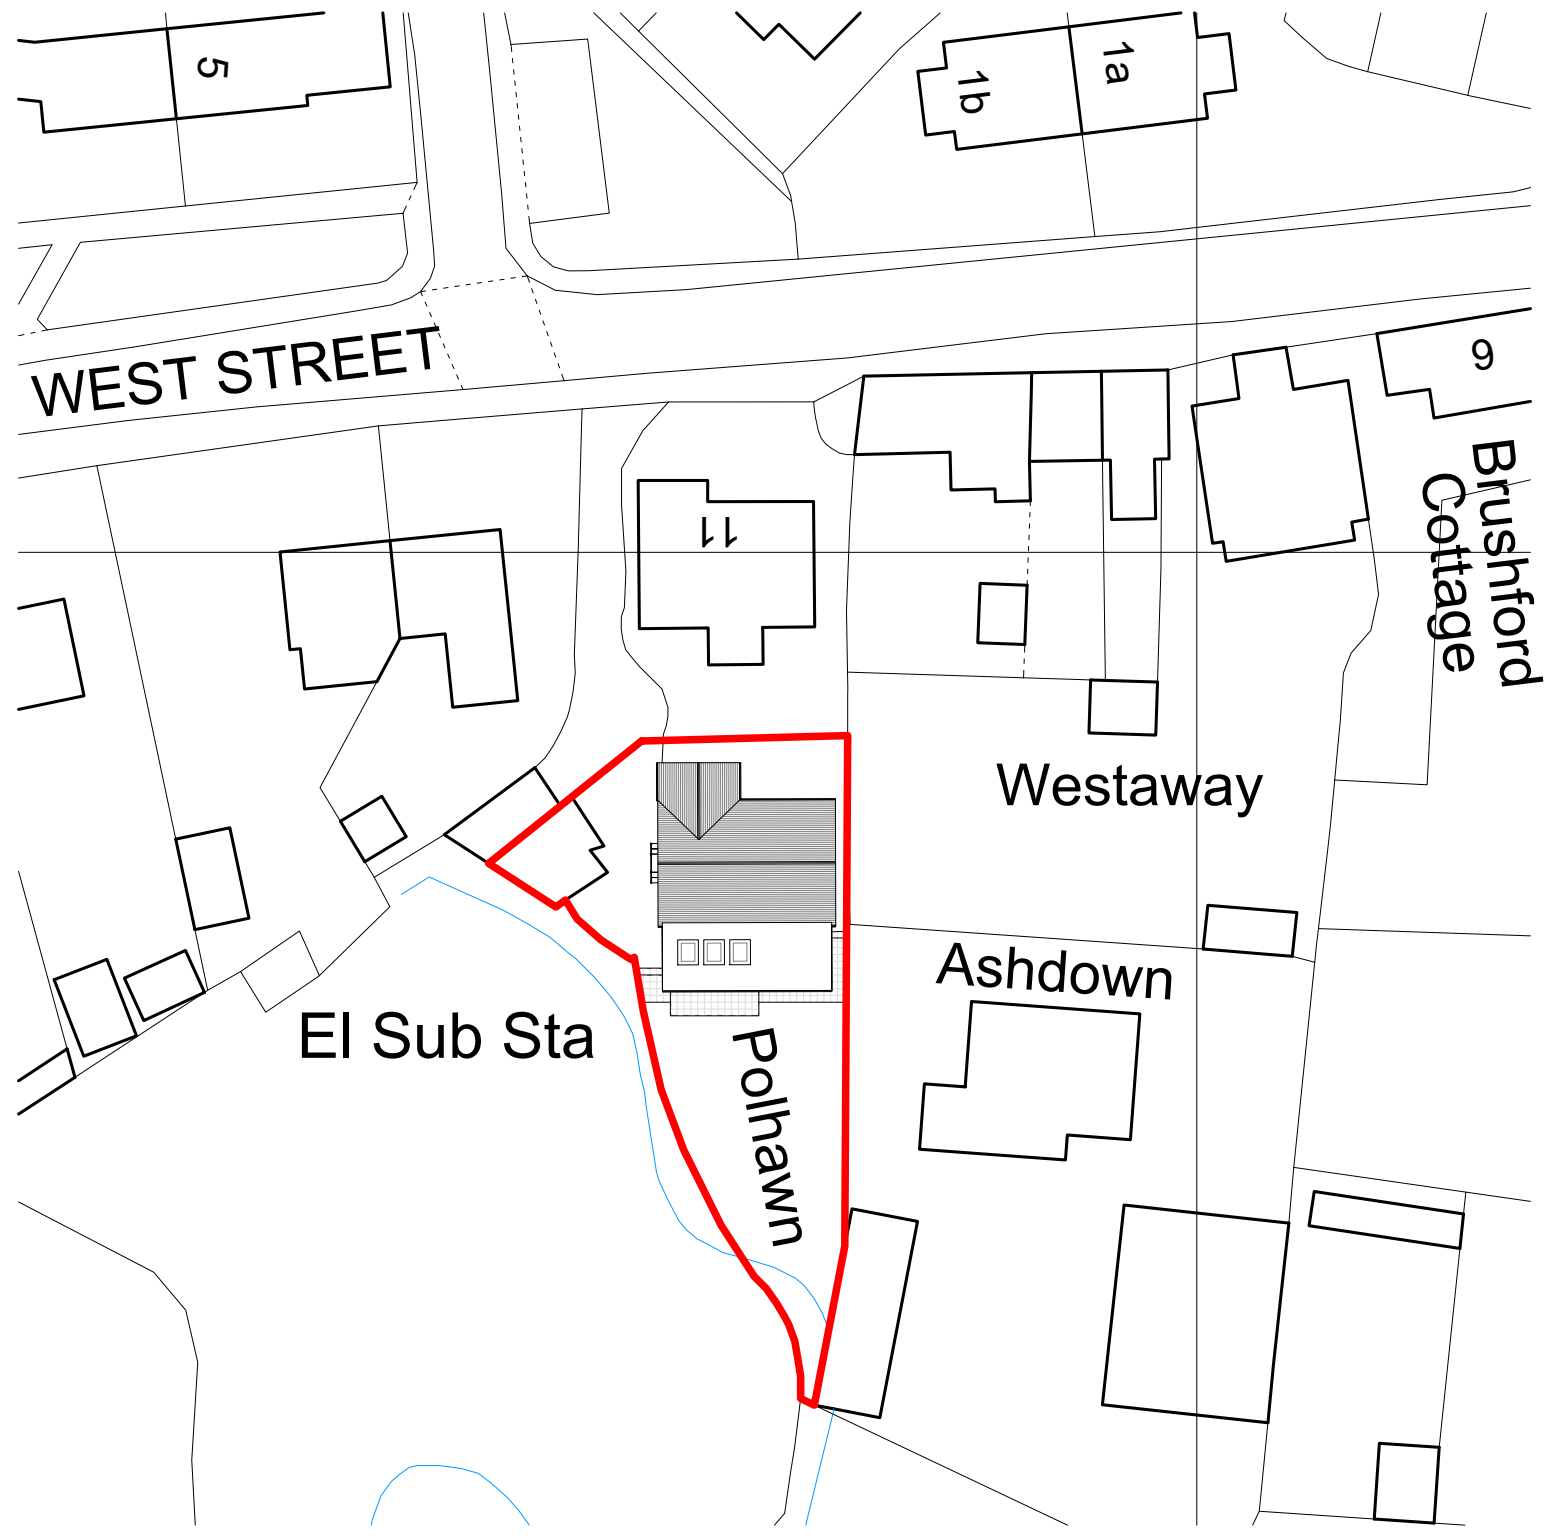 5
1b
1a
WEST STREET
9
11
Brushford
Cottage
Westaway
Ashdown
El Sub Sta
Polhawn